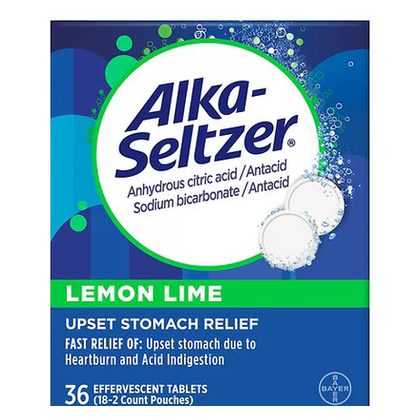 Alka-
Seltzer®
Anhydrous citric acid / Antacid
Sodium bicarbonate / Antacid
LEMON LIME
UPSET STOMACH RELIEF
FAST RELIEF OF: Upset stomach due to
Heartburn and Acid Indigestion
36 EFFERVESCENT TABLETS
(18-2 Count Pouches)
BAYER